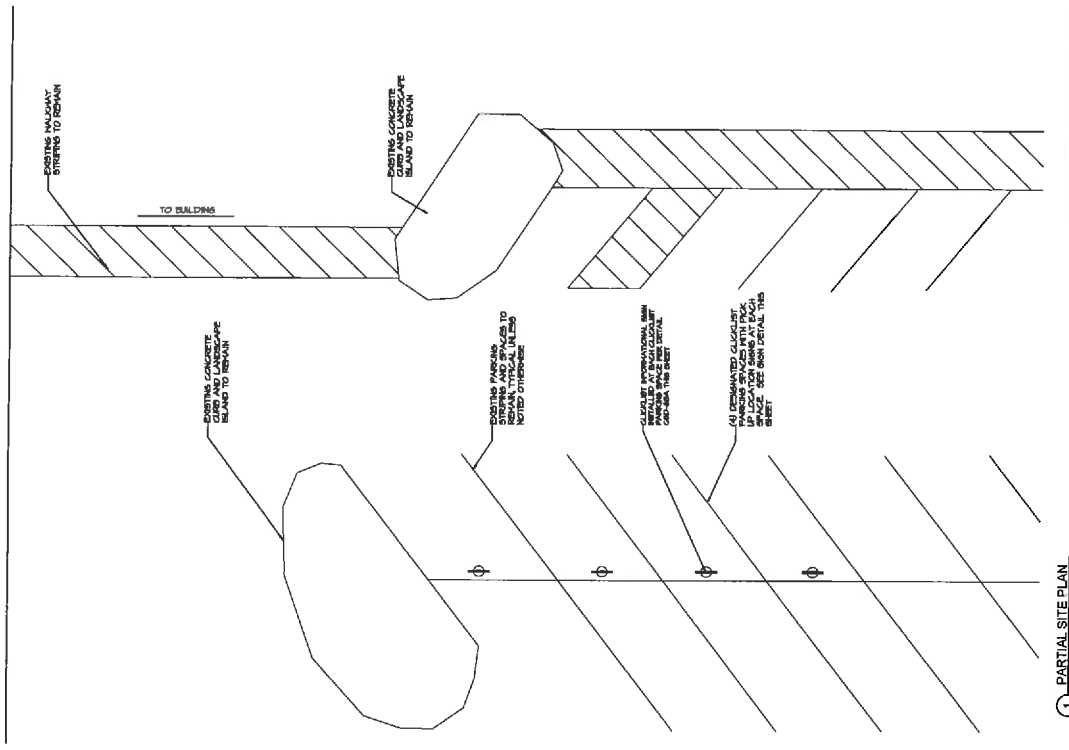 EXISTING WALKWAY
STRIPING TO REMAIN
TO BUILDING
EXISTING CONCRETE
CURB AND LANDSCAPE
ISLAND TO REMAIN
EXISTING CONCRETE
CURB AND LANDSCAPE
ISLAND TO REMAIN
EXISTING PARKING
STRIPING AND SPACES TO
REMAIN, TYPICAL UNLESS
NOTED OTHERWISE
CLICKLIST INFORMATIONAL SIGN
INSTALLED AT EACH CLICKLIST
PARKING SPACE PER DETAIL
THIS SHEET
(4) DESIGNATED CLICKLIST
PARKING SPACES WITH PICK
UP LOCATION SIGNS AT EACH
SPACE. SEE SIGN DETAIL THIS
SHEET
1 PARTIAL SITE PLAN